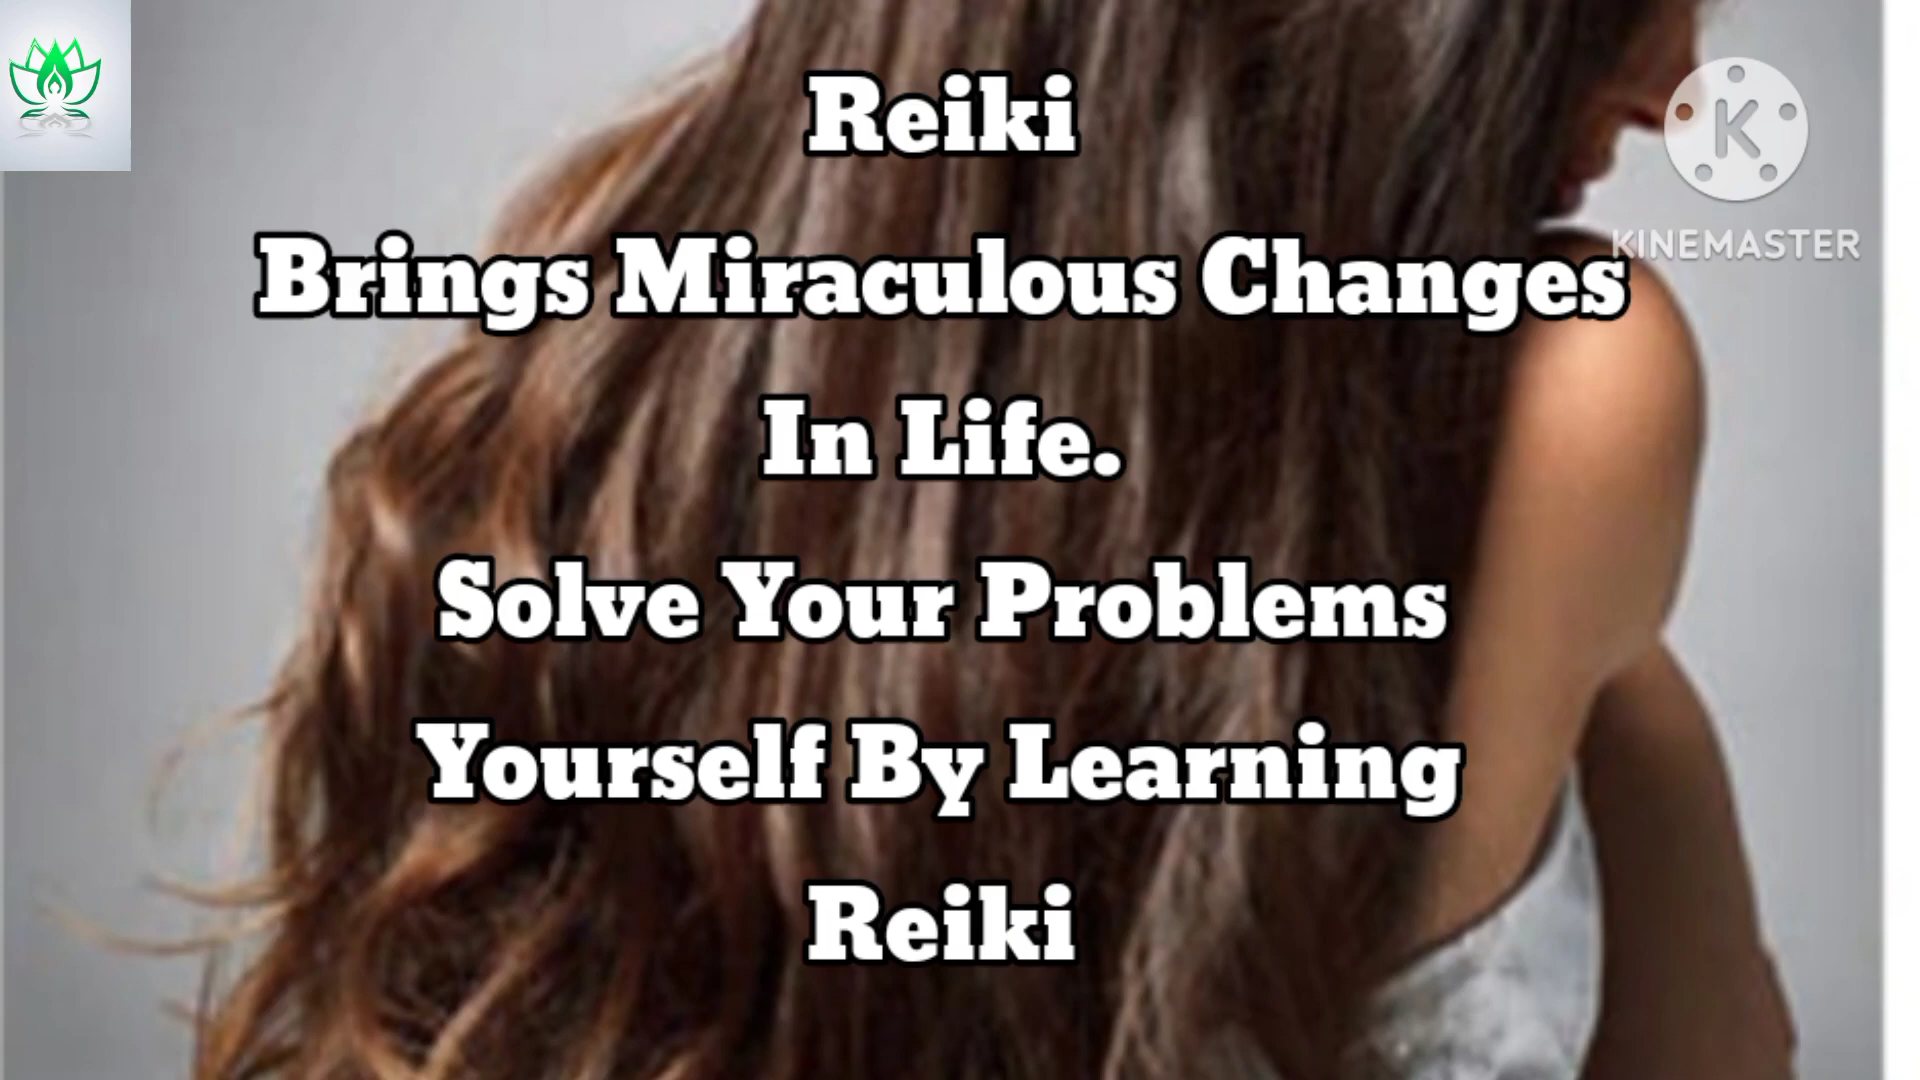 Reiki
Brings Miraculous Changes
In Life.
Solve Your Problems
Yourself By Learning
Reiki
K
KINEMASTER